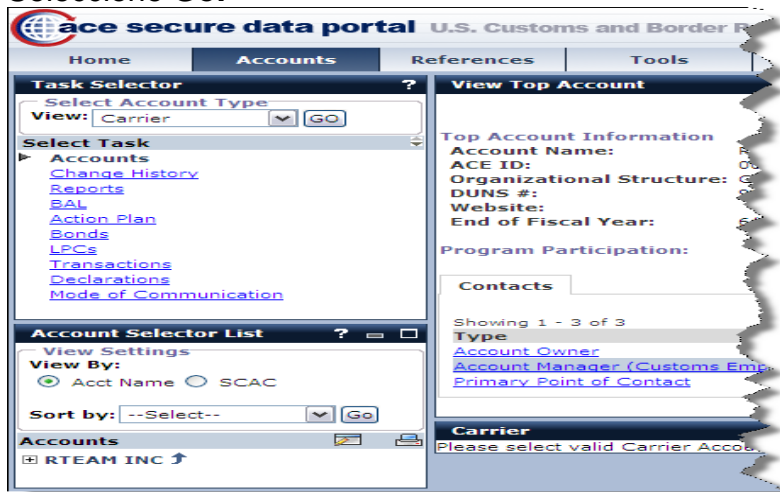 ace secure data portal U.S. Customs and Border
Home Accounts References Tools
Task Selector ?
Select Account Type
View: Carrier GO
Select Task
Accounts
Change History
Reports
BAL
Action Plan
Bonds
LPCs
Transactions
Declarations
Mode of Communication
Account Selector List ?
View Settings
View By:
Acct Name SCAC
Sort by: --Select-- Go
Accounts
RTEAM INC
View Top Account
Top Account Information
Account Name:
ACE ID:
Organizational Structure:
DUNS #:
Website:
End of Fiscal Year:
Program Participation:
Contacts
Showing 1 - 3 of 3
Type
Account Owner
Account Manager (Customs Emp
Primary Point of Contact
Carrier
Please select valid Carrier Acco